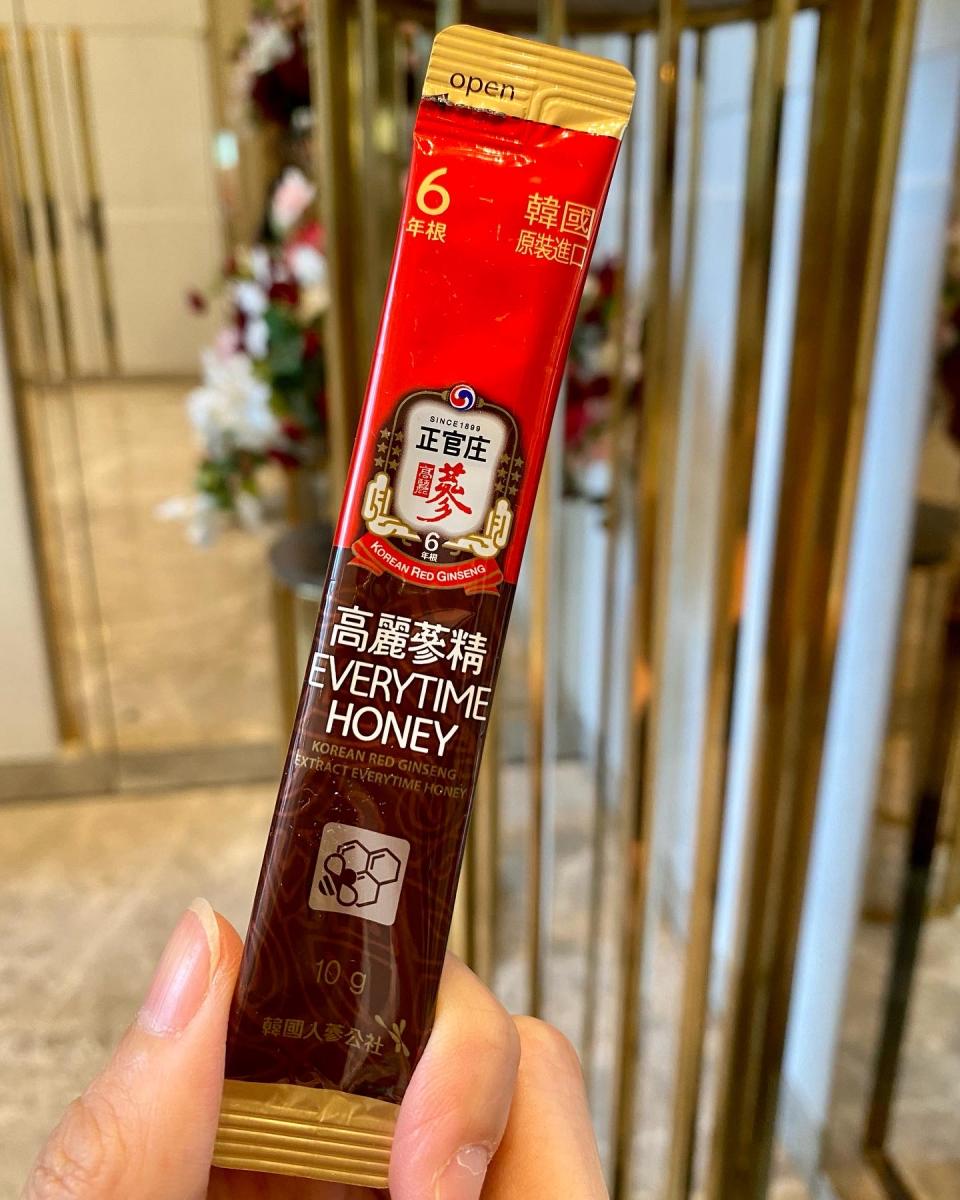 open
6
年根
韓國
原裝進口
SINCE1899
正官庄
高麗
蔘
6
年根
KOREAN RED GINSENG
高麗蔘精
EVERYTIME
HONEY
KOREAN RED GINSENG
EXTRACT EVERYTIME HONEY
10 g
韓國人蔘公社